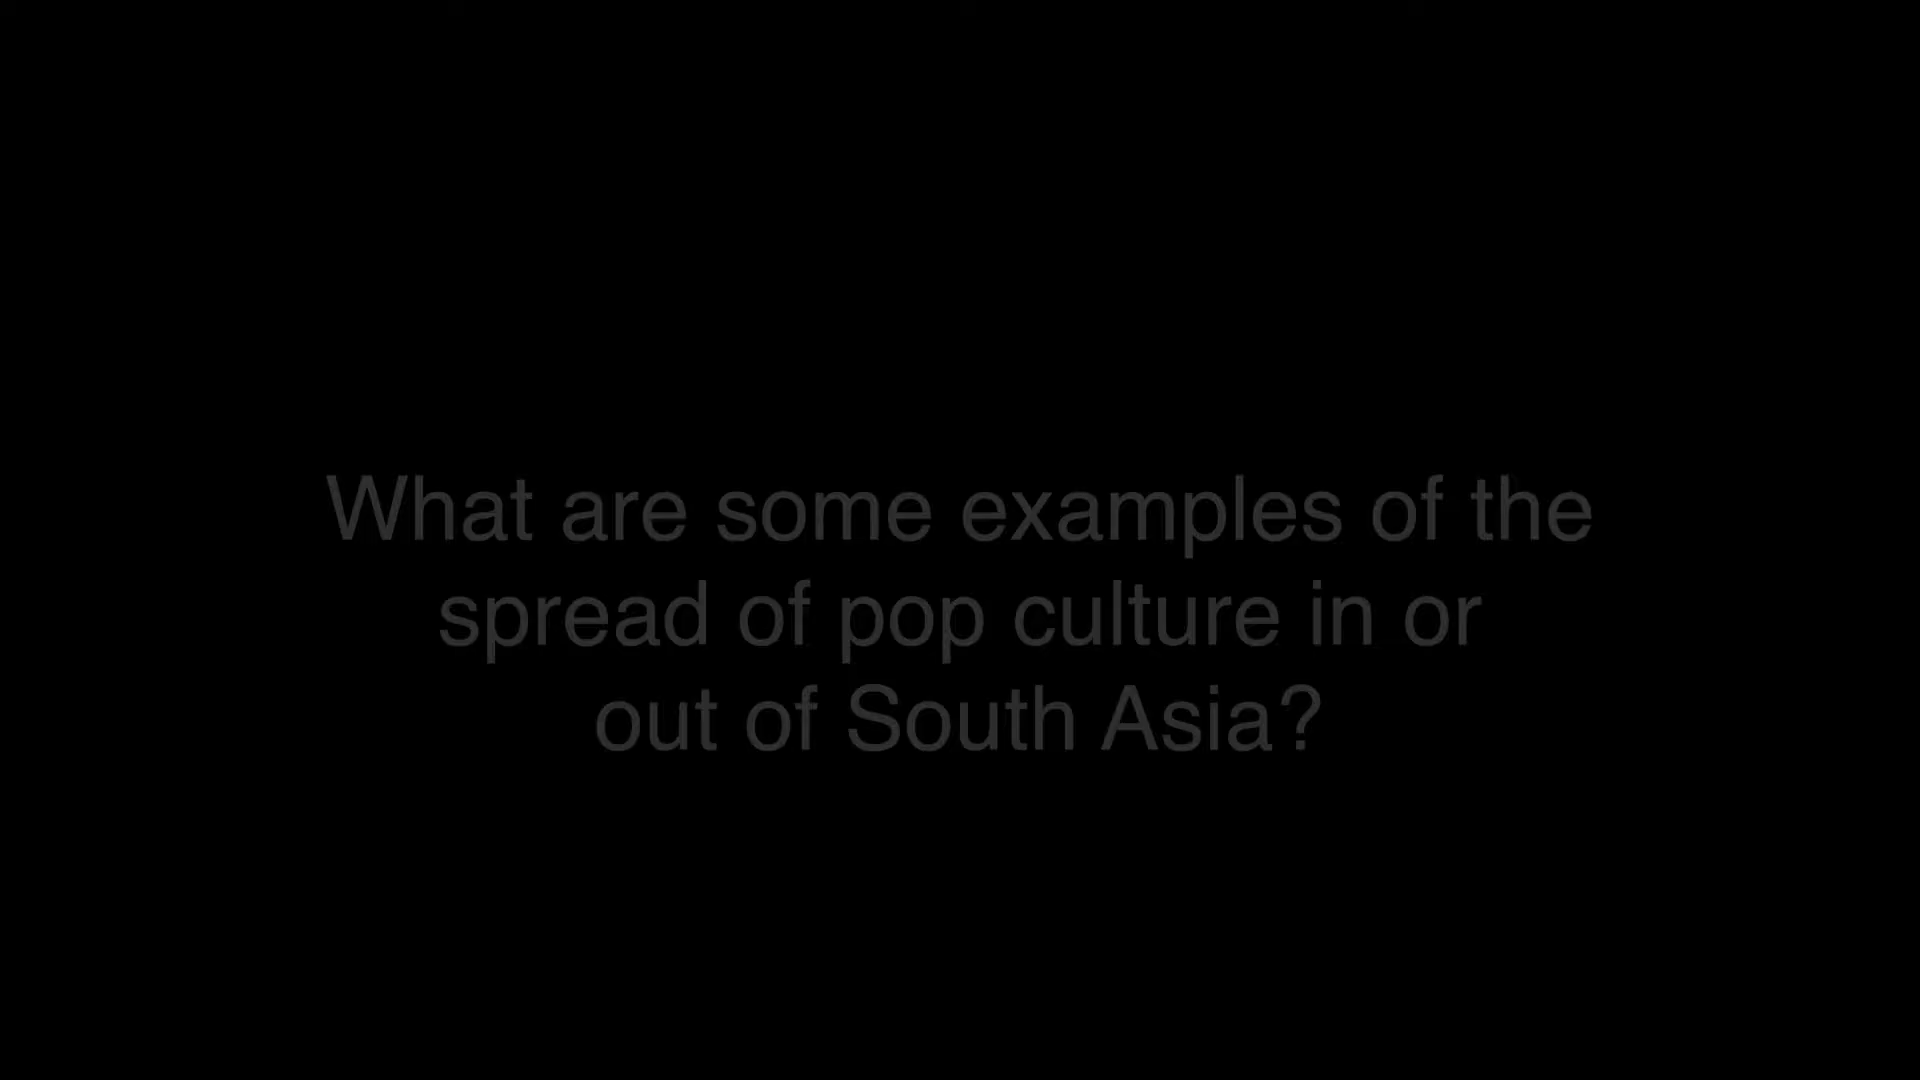 What are some examples of the
spread of pop culture in or
out of South Asia?